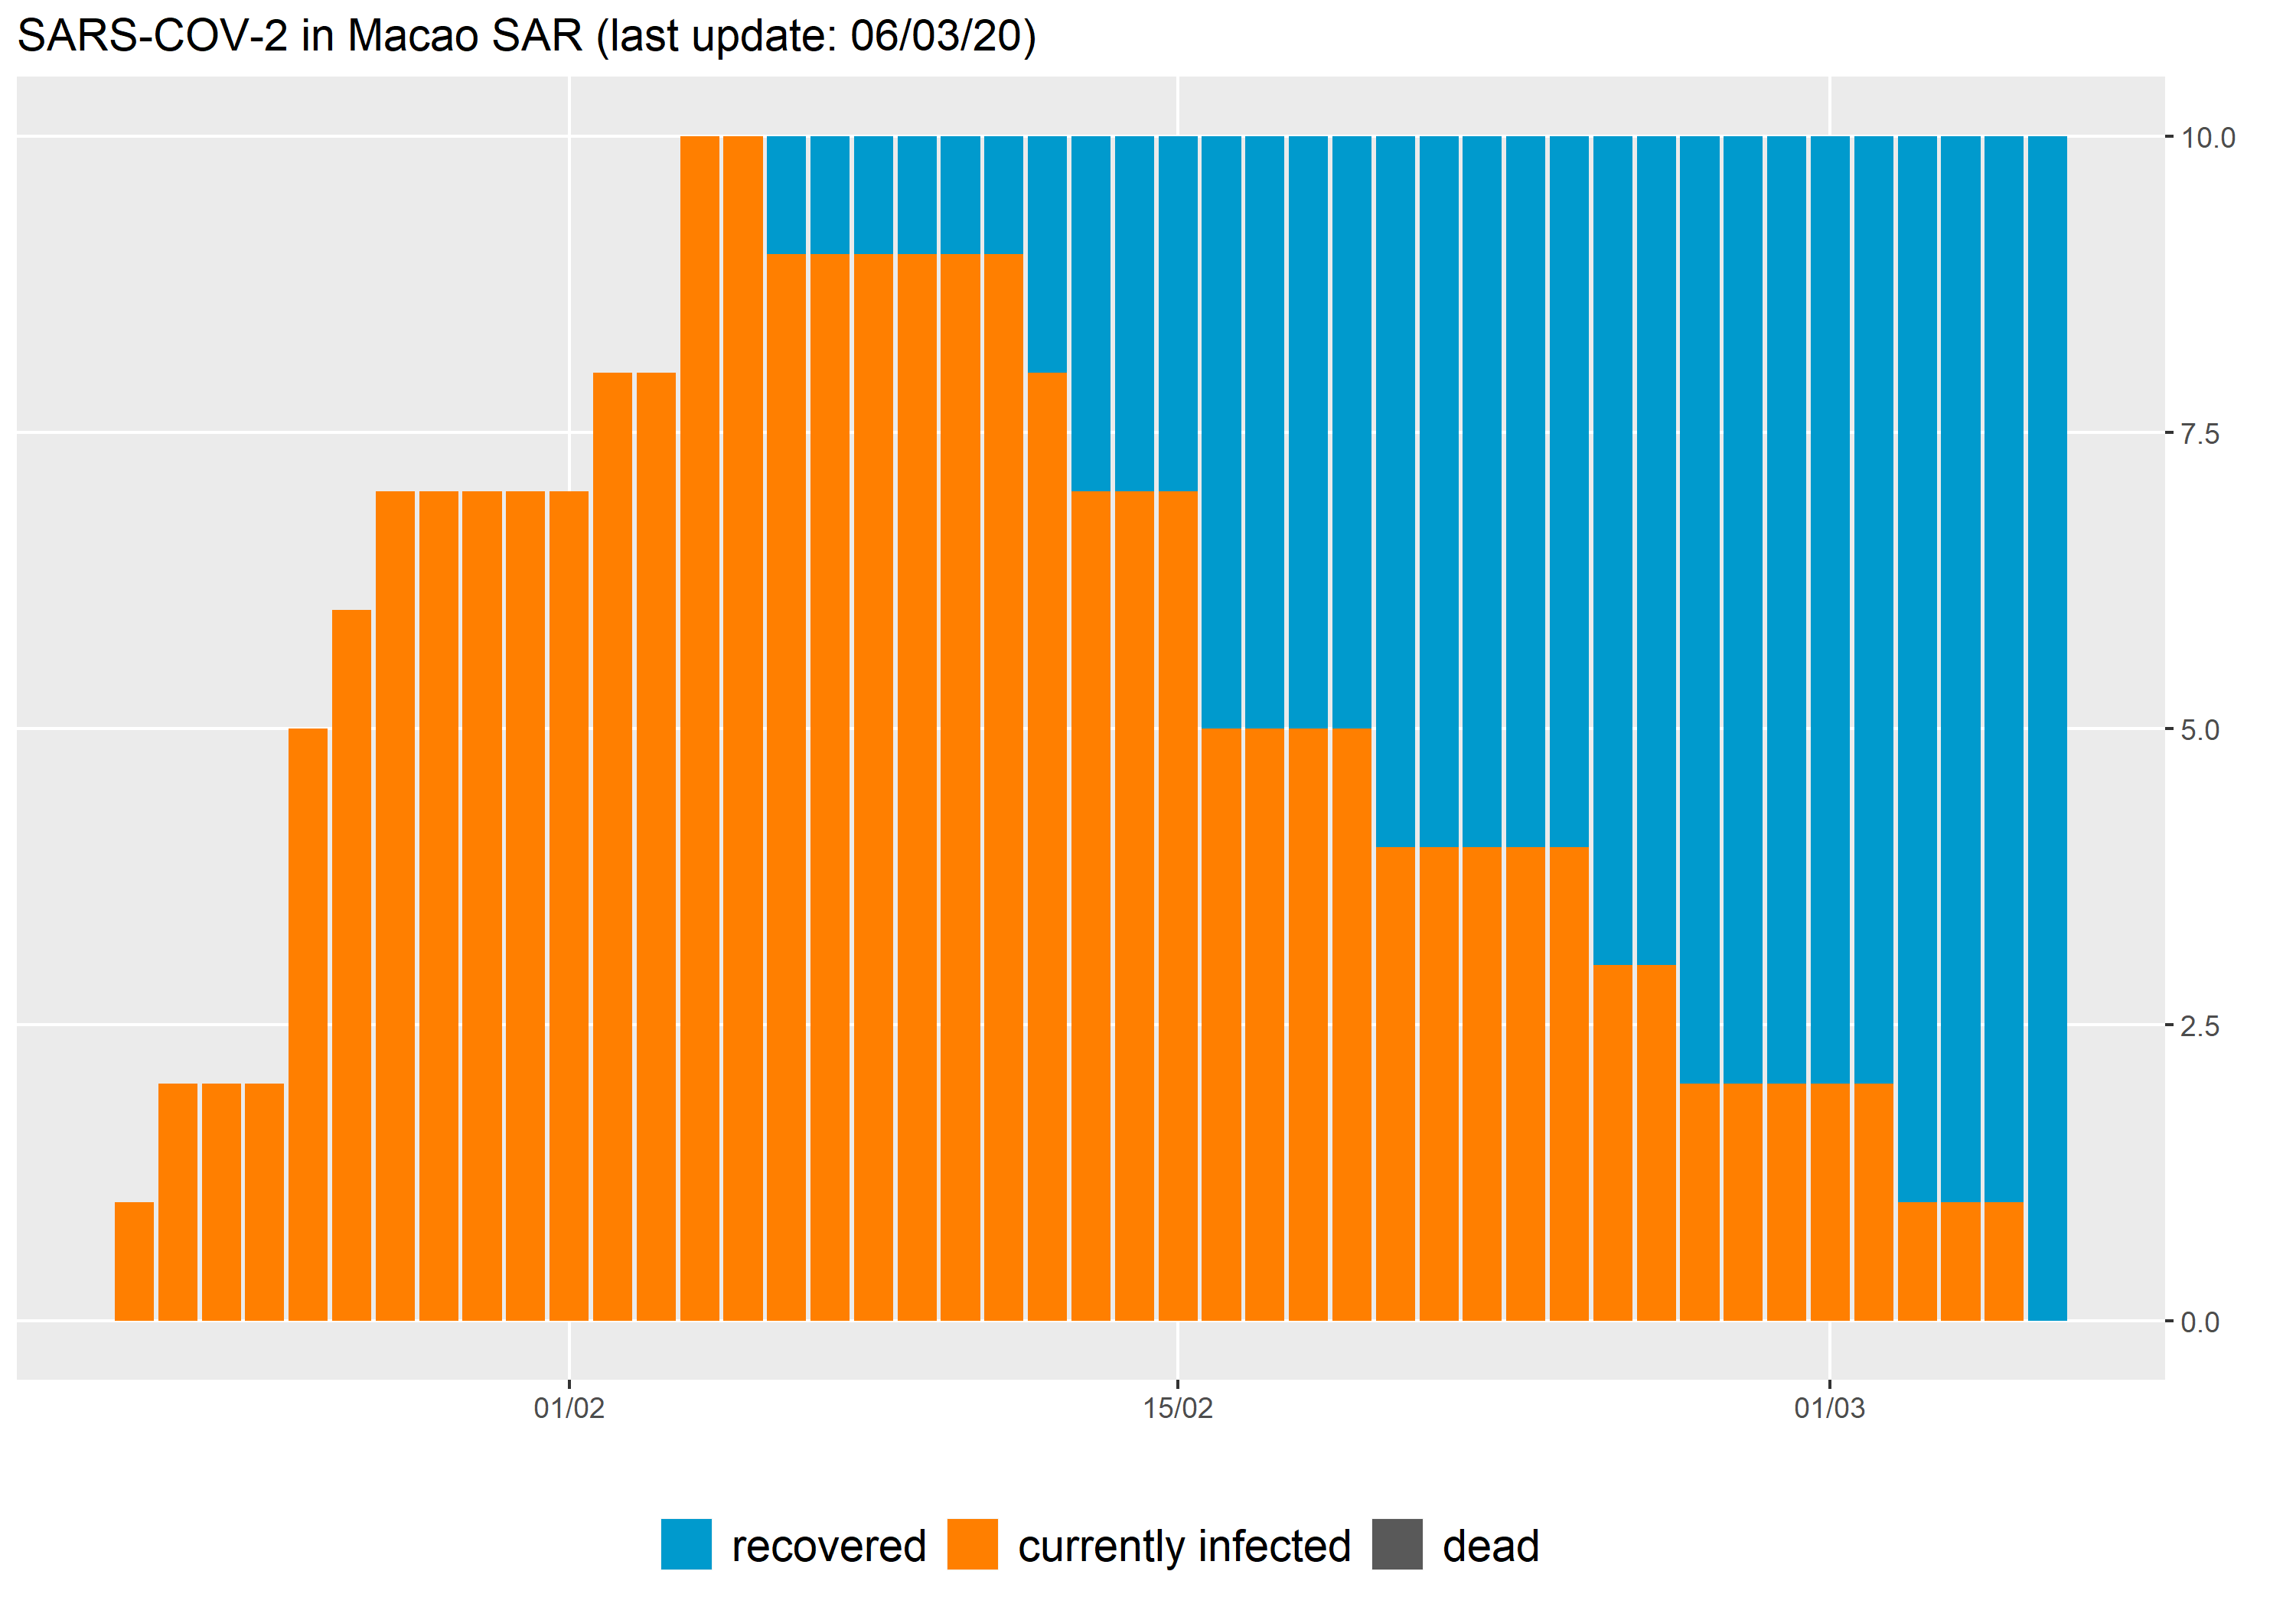 SARS-COV-2 in Macao SAR (last update: 06/03/20)
10.0
7.5
5.0
2.5
0.0
01/02 15/02 01/03
recovered currently infected dead